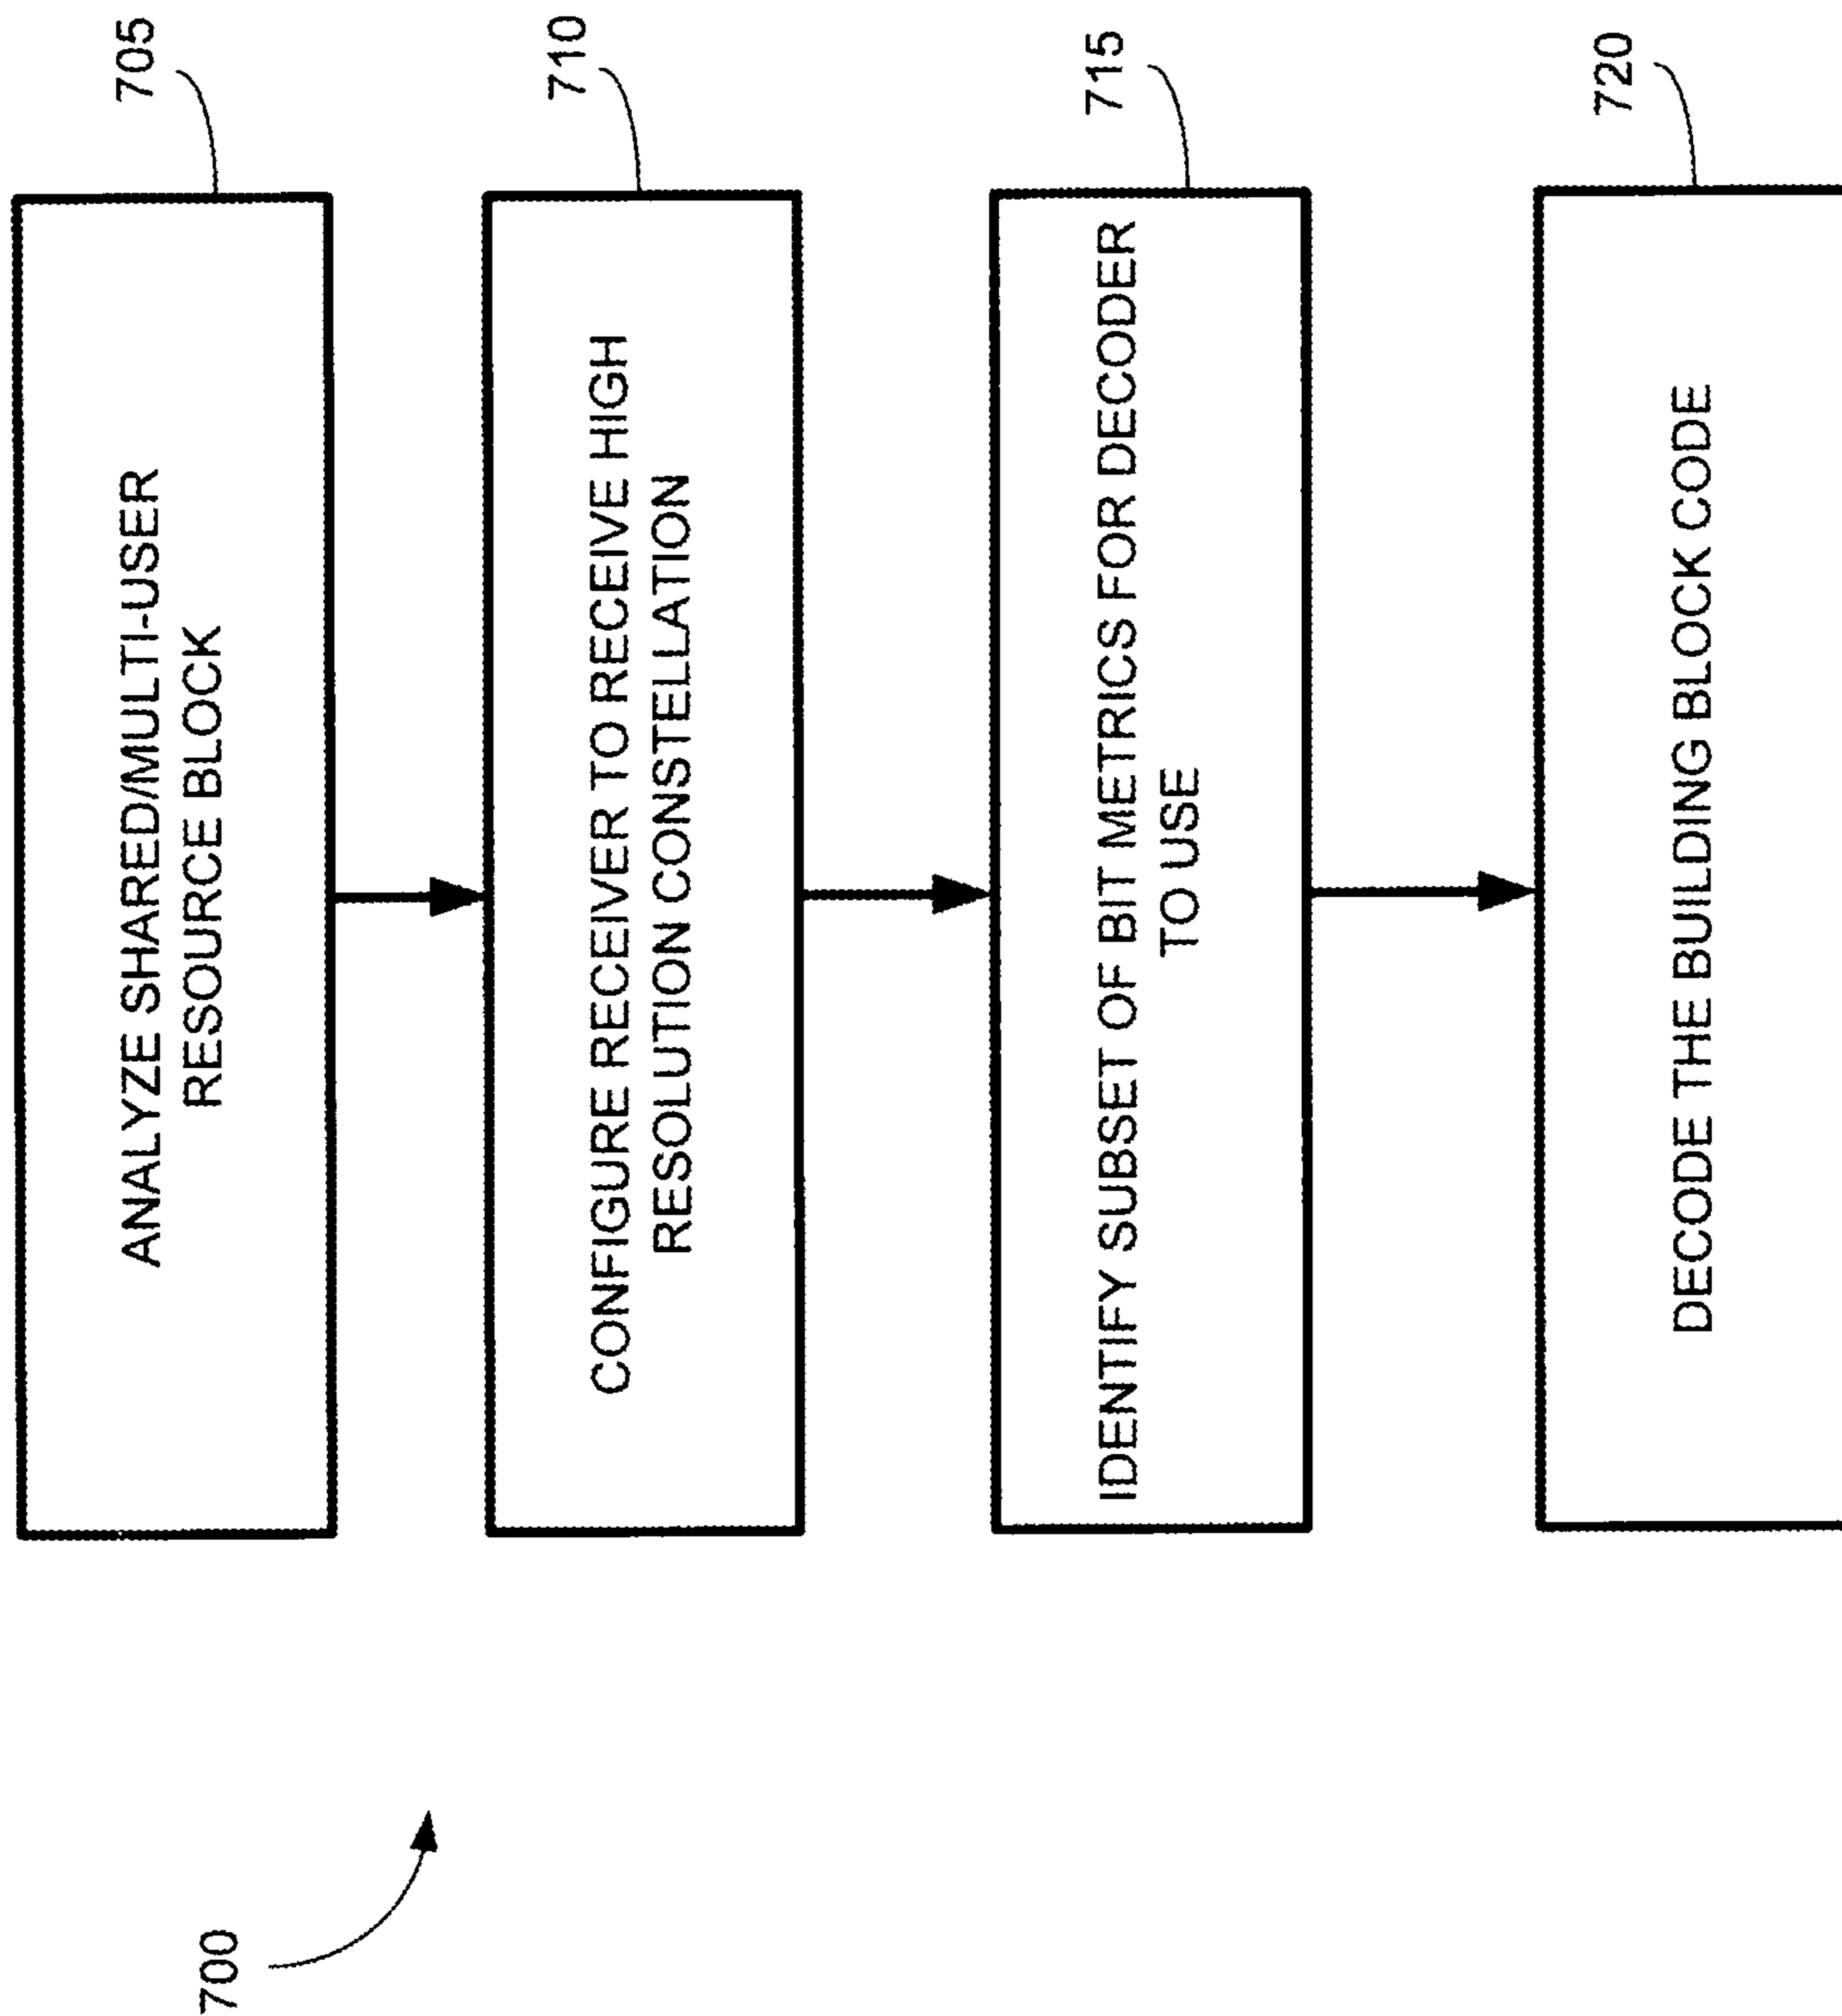 700
ANALYZE SHARED/MULTI-USER
RESOURCE BLOCK
705
CONFIGURE RECEIVER TO RECEIVE HIGH
RESOLUTION CONSTELLATION
710
IDENTIFY SUBSET OF BIT METRICS FOR DECODER
TO USE
715
DECODE THE BUILDING BLOCK CODE
720